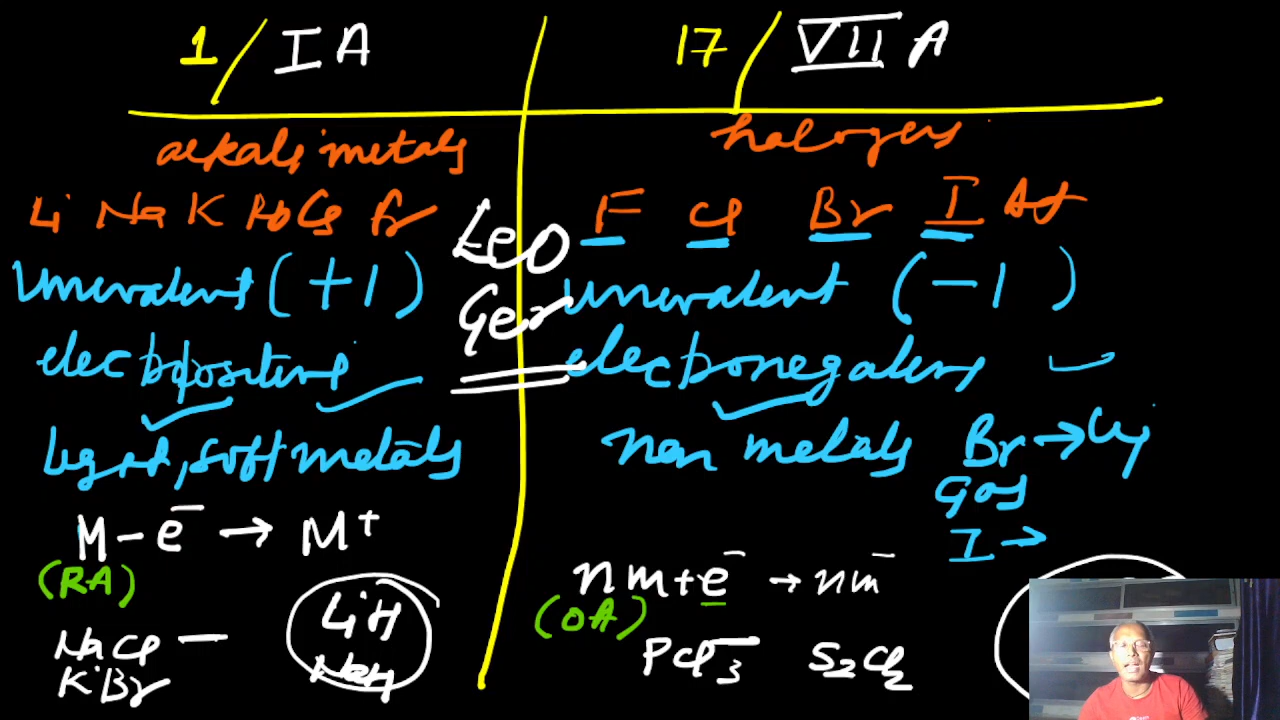 1 / I A
17 / VII A
alkali metals
halogens
Li Na K Rb Cs Fr
F Cl Br I At
LeO
Ger
Univalent (+1)
univalent (-1)
electropositive
electronegative
light, soft metals
non metals
Br → liq
Gas
I →
M - e⁻ → M⁺
(RA)
nm + e⁻ → nm⁻
(OA)
LiH
NaH
NaCl
KBr
PCl₃
S₂Cl₂